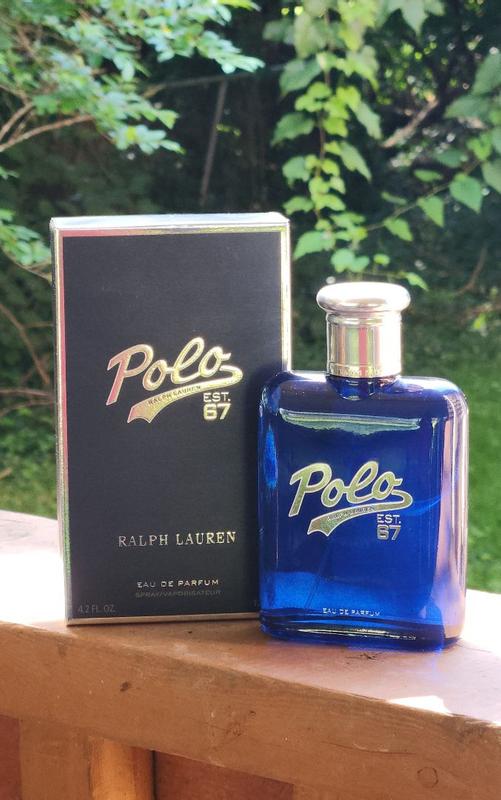 Polo
RALPH LAUREN
EST.
67
RALPH LAUREN
EAU DE PARFUM
SPRAY/VAPORISATEUR
4.2 FL. OZ.
Polo
RALPH LAUREN
EST.
67
EAU DE PARFUM